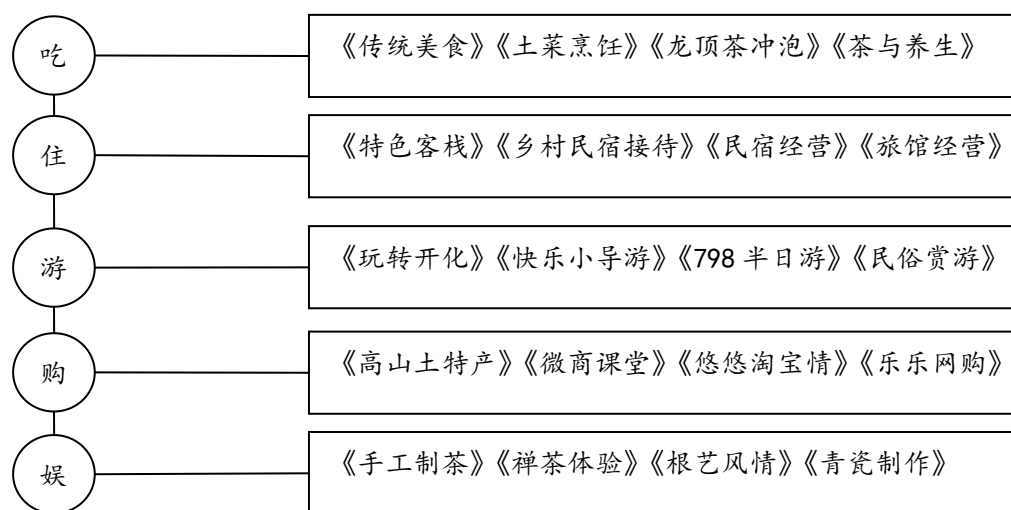 吃
《传统美食》《土菜烹饪》《龙顶茶冲泡》《茶与养生》
住
《特色客栈》《乡村民宿接待》《民宿经营》《旅馆经营》
游
《玩转开化》《快乐小导游》《798 半日游》《民俗赏游》
购
《高山土特产》《微商课堂》《悠悠淘宝情》《乐乐网购》
娱
《手工制茶》《禅茶体验》《根艺风情》《青瓷制作》